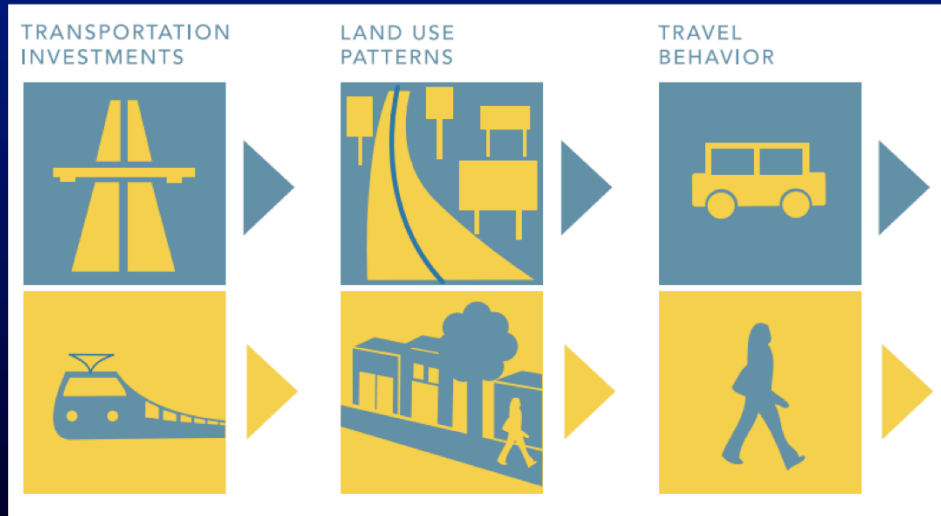 TRANSPORTATION
INVESTMENTS
LAND USE
PATTERNS
TRAVEL
BEHAVIOR